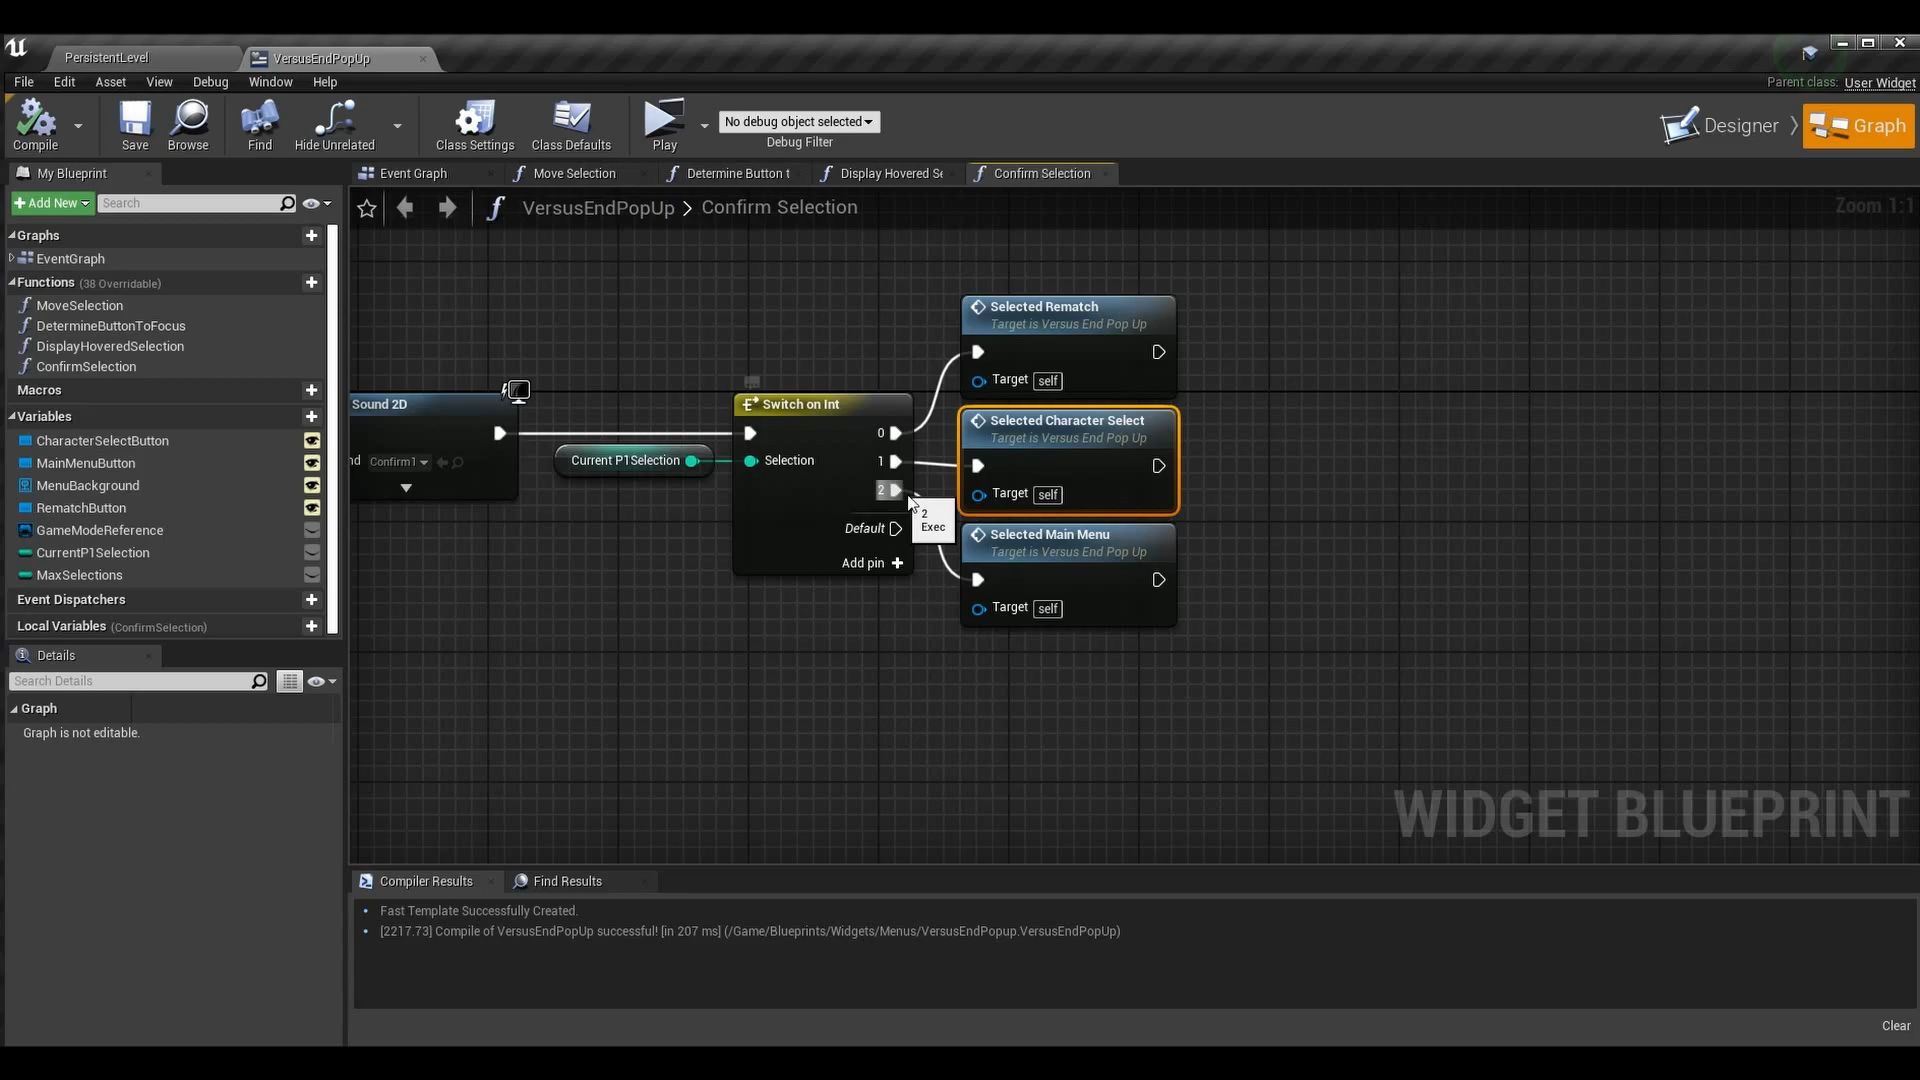 PersistentLevel
VersusEndPopUp
File Edit Asset View Debug Window Help
Parent class: User Widget
Compile
Save
Browse
Find
Hide Unrelated
Class Settings
Class Defaults
Play
No debug object selected
Debug Filter
Designer
Graph
My Blueprint
Event Graph
Move Selection
Determine Button t
Display Hovered Se
Confirm Selection
Add New
Search
VersusEndPopUp > Confirm Selection
Zoom 1:1
Graphs
EventGraph
Functions (38 Overridable)
MoveSelection
DetermineButtonToFocus
DisplayHoveredSelection
ConfirmSelection
Macros
Variables
CharacterSelectButton
MainMenuButton
MenuBackground
RematchButton
GameModeReference
CurrentP1Selection
MaxSelections
Event Dispatchers
Local Variables (ConfirmSelection)
Details
Search Details
Graph
Graph is not editable.
Sound 2D
nd Confirm1
Current P1Selection
Switch on Int
Selection
0
1
2
Default
Add pin
2
Exec
Selected Rematch
Target is Versus End Pop Up
Target self
Selected Character Select
Target is Versus End Pop Up
Target self
Selected Main Menu
Target is Versus End Pop Up
Target self
WIDGET BLUEPRINT
Compiler Results
Find Results
Fast Template Successfully Created.
[2217.73] Compile of VersusEndPopUp successful! [in 207 ms] (/Game/Blueprints/Widgets/Menus/VersusEndPopup.VersusEndPopUp)
Clear